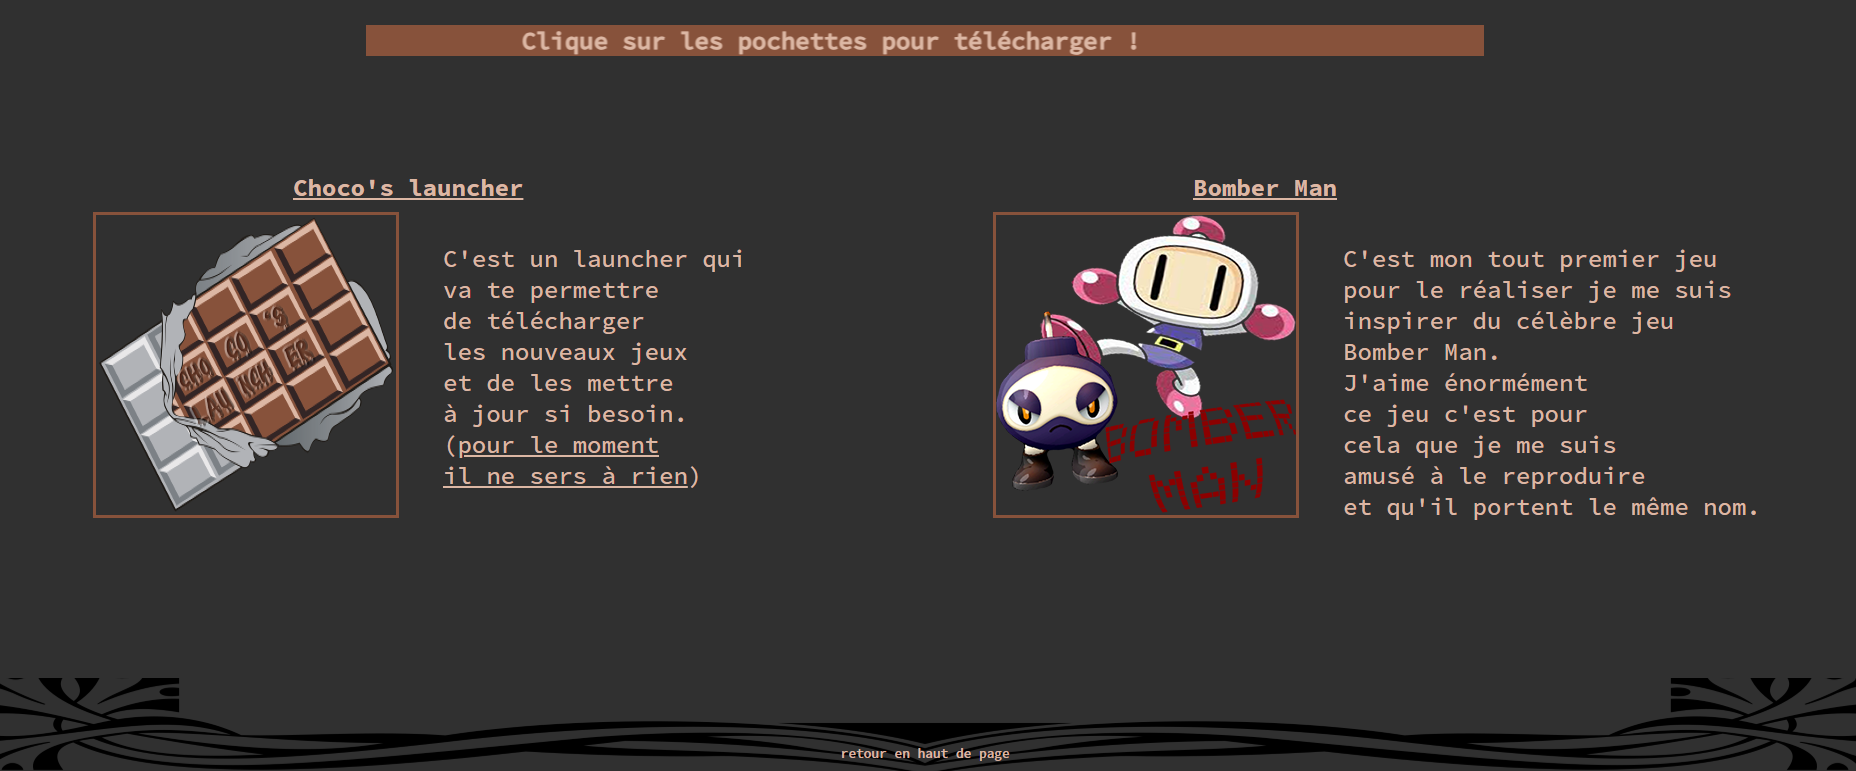 Clique sur les pochettes pour télécharger !
Choco's launcher
CHO CO 'S
LAU NCH ER
C'est un launcher qui
va te permettre
de télécharger
les nouveaux jeux
et de les mettre
à jour si besoin.
(pour le moment
il ne sers à rien)
Bomber Man
BOMBER
MAN
C'est mon tout premier jeu
pour le réaliser je me suis
inspirer du célèbre jeu
Bomber Man.
J'aime énormément
ce jeu c'est pour
cela que je me suis
amusé à le reproduire
et qu'il portent le même nom.
retour en haut de page